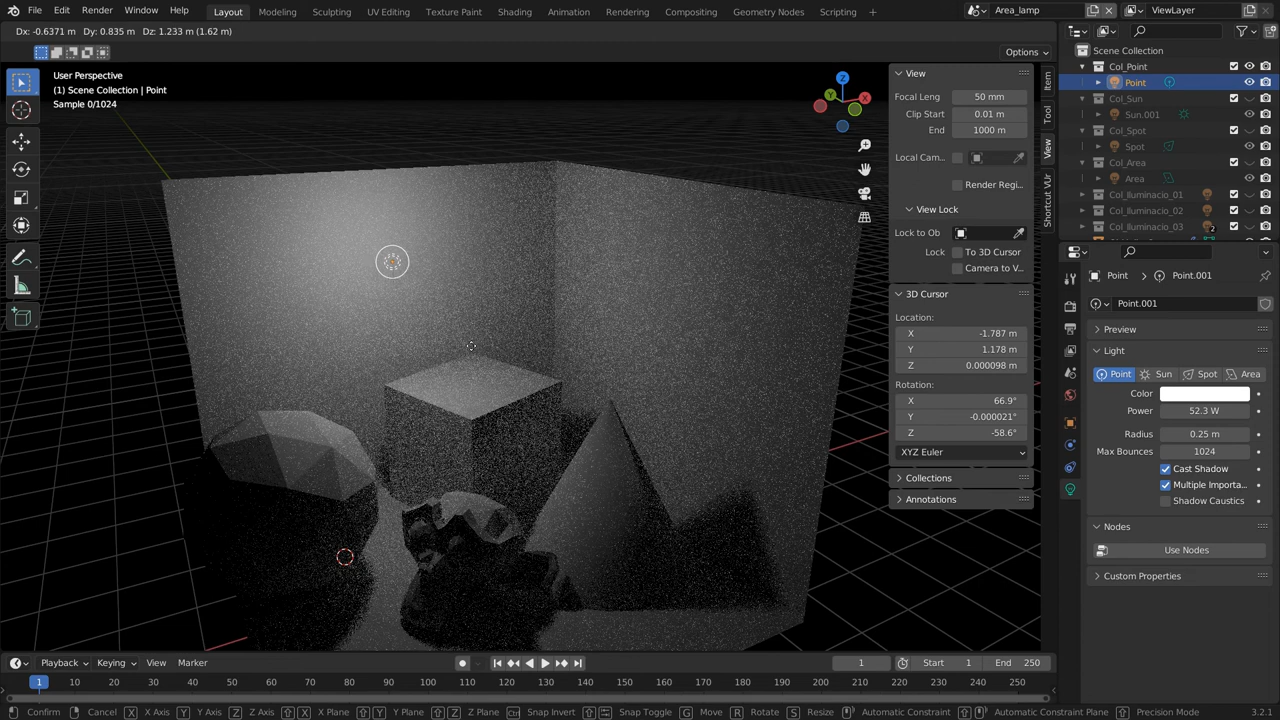 File Edit Render Window Help Layout Modeling Sculpting UV Editing Texture Paint Shading Animation Rendering Compositing Geometry Nodes Scripting + Area_lamp ViewLayer
Dx: -0.6371 m Dy: 0.835 m Dz: 1.233 m (1.62 m)
Options
User Perspective
(1) Scene Collection | Point
Sample 0/1024
Z
Y
X
View
Focal Leng 50 mm
Clip Start 0.01 m
End 1000 m
Local Cam...
Render Regi...
View Lock
Lock to Ob
Lock To 3D Cursor
Camera to V...
3D Cursor
Location:
X -1.787 m
Y 1.178 m
Z 0.000098 m
Rotation:
X 66.9°
Y -0.000021°
Z -58.6°
XYZ Euler
Collections
Annotations
Item
Tool
View
Shortcut VUr
Scene Collection
Col_Point
Point
Col_Sun
Sun.001
Col_Spot
Spot
Col_Area
Area
Col_Iluminacio_01
Col_Iluminacio_02
Col_Iluminacio_03 2
Point > Point.001
Point.001
Preview
Light
Point Sun Spot Area
Color
Power 52.3 W
Radius 0.25 m
Max Bounces 1024
Cast Shadow
Multiple Importa...
Shadow Caustics
Nodes
Use Nodes
Custom Properties
Playback Keying View Marker 1 Start 1 End 250
1 10 20 30 40 50 60 70 80 90 100 110 120 130 140 150 160 170 180 190 200 210 220 230 240 250
Confirm Cancel X X Axis Y Y Axis Z Z Axis X X Plane Y Y Plane Z Z Plane Ctrl Snap Invert Snap Toggle G Move R Rotate S Resize Automatic Constraint Automatic Constraint Plane Precision Mode 3.2.1